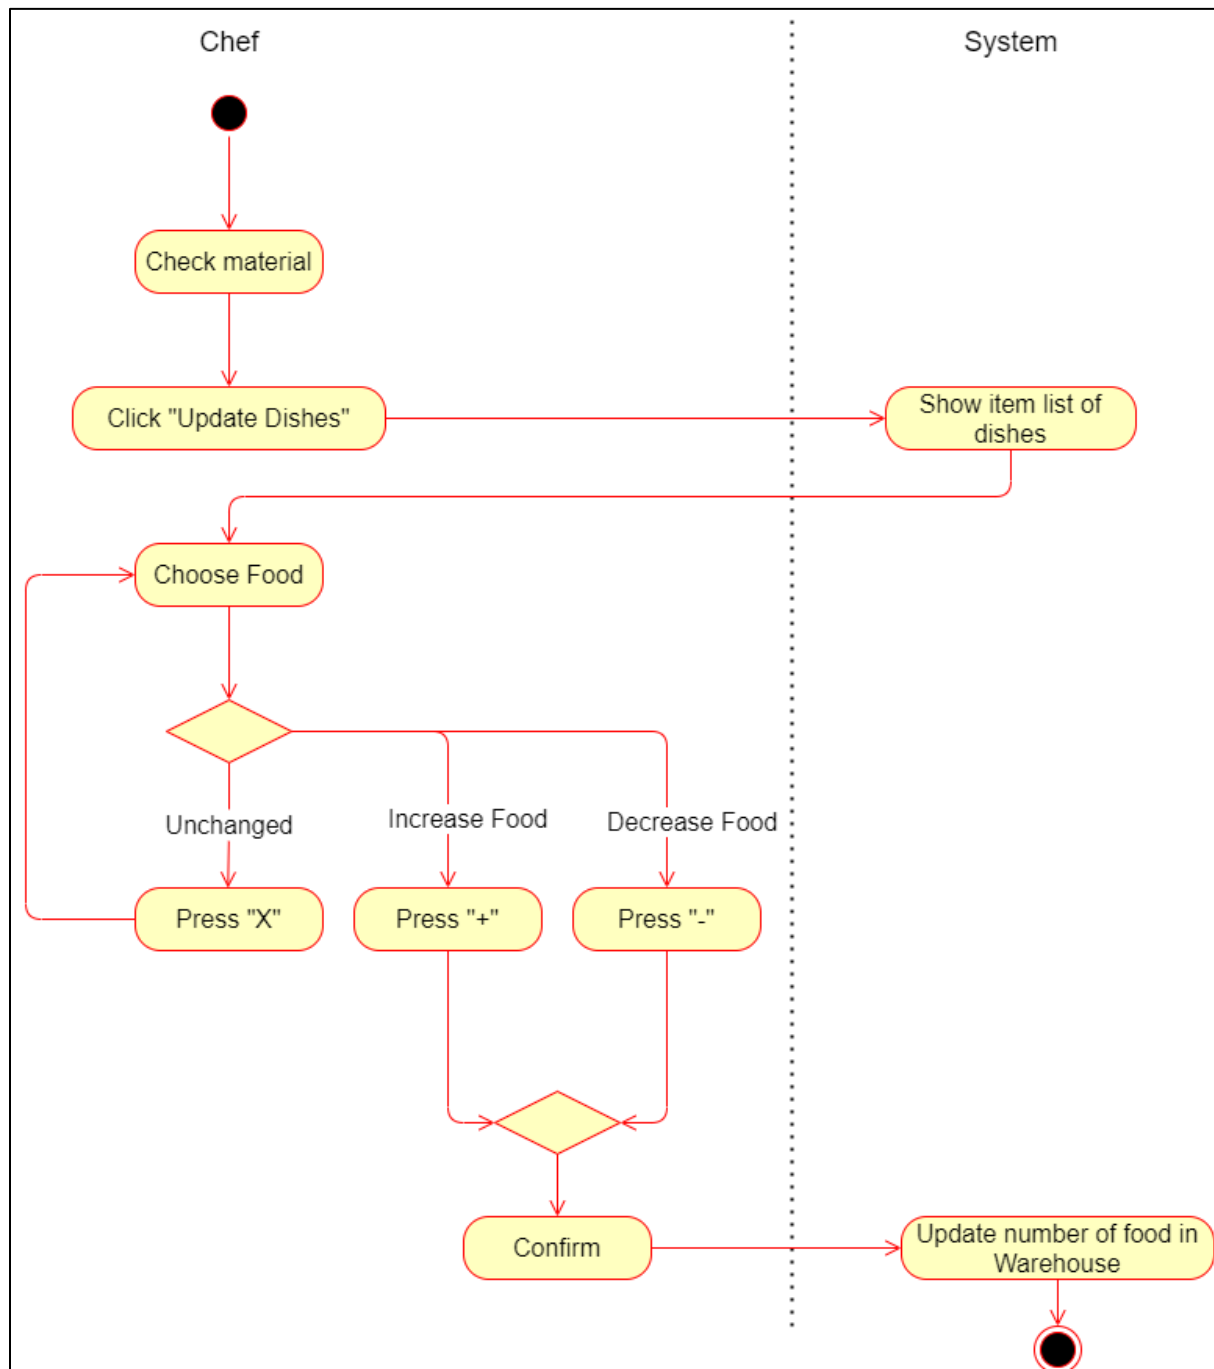 Chef
System
Check material
Click "Update Dishes"
Show item list of
dishes
Choose Food
Unchanged
Increase Food
Decrease Food
Press "X"
Press "+"
Press "-"
Confirm
Update number of food in
Warehouse